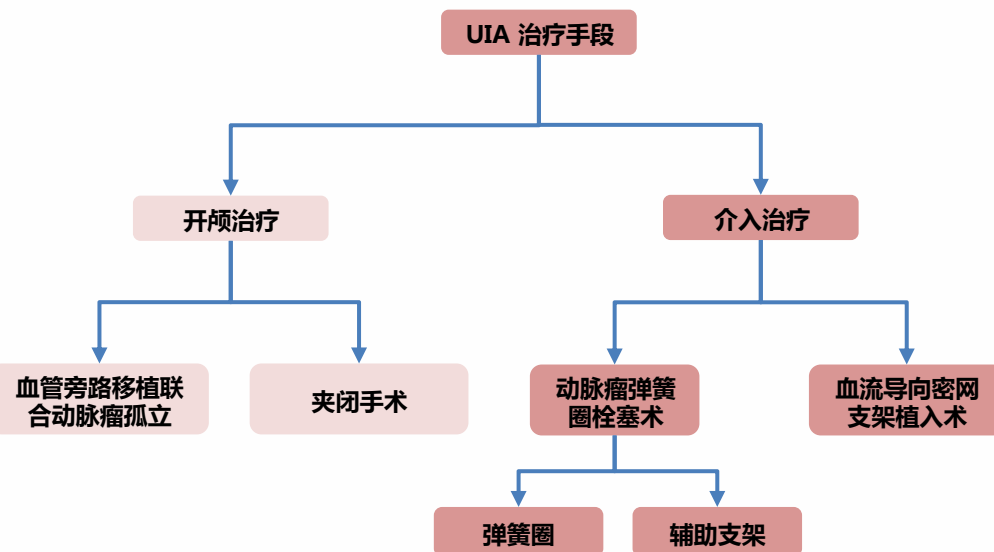 UIA 治疗手段
开颅治疗
介入治疗
血管旁路移植联
合动脉瘤孤立
夹闭手术
动脉瘤弹簧
圈栓塞术
血流导向密网
支架植入术
弹簧圈
辅助支架